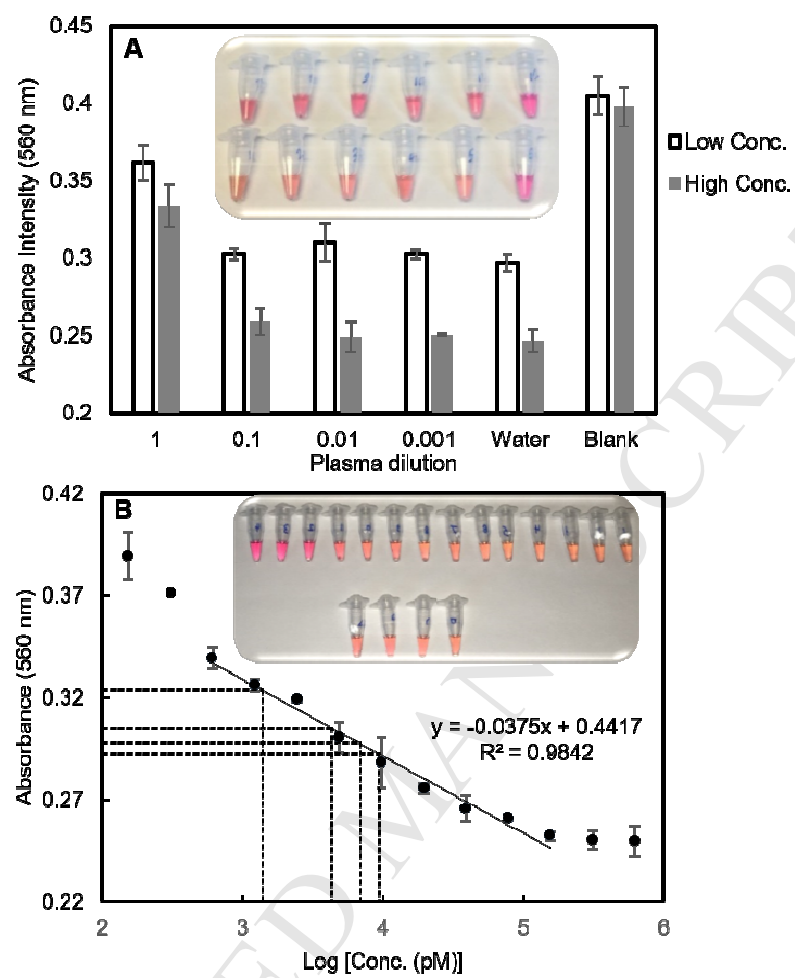 A
0.45
0.4
0.35
0.3
0.25
0.2
Absorbance Intensity (560 nm)
Low Conc.
High Conc.
1 0.1 0.01 0.001 Water Blank
Plasma dilution
B
0.42
0.37
0.32
0.27
0.22
Absorbance (560 nm)
y = -0.0375x + 0.4417
R² = 0.9842
2 3 4 5 6
Log [Conc. (pM)]